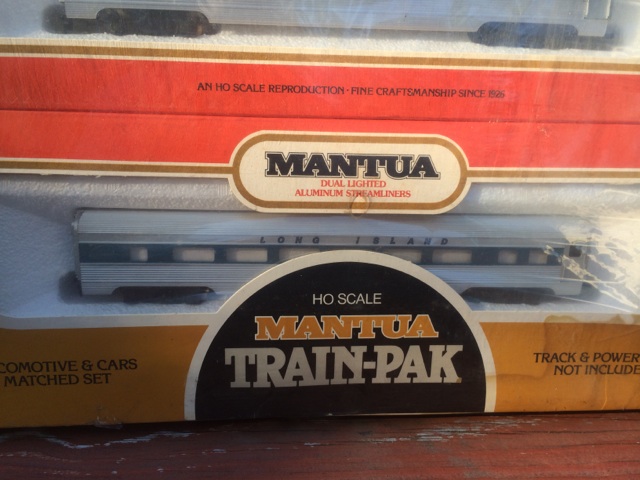 AN HO SCALE REPRODUCTION · FINE CRAFTSMANSHIP SINCE 1926
MANTUA
DUAL LIGHTED
ALUMINUM STREAMLINERS
LONG ISLAND
HO SCALE
MANTUA
TRAIN-PAK
OCOMOTIVE & CARS
MATCHED SET
TRACK & POWER
NOT INCLUDE